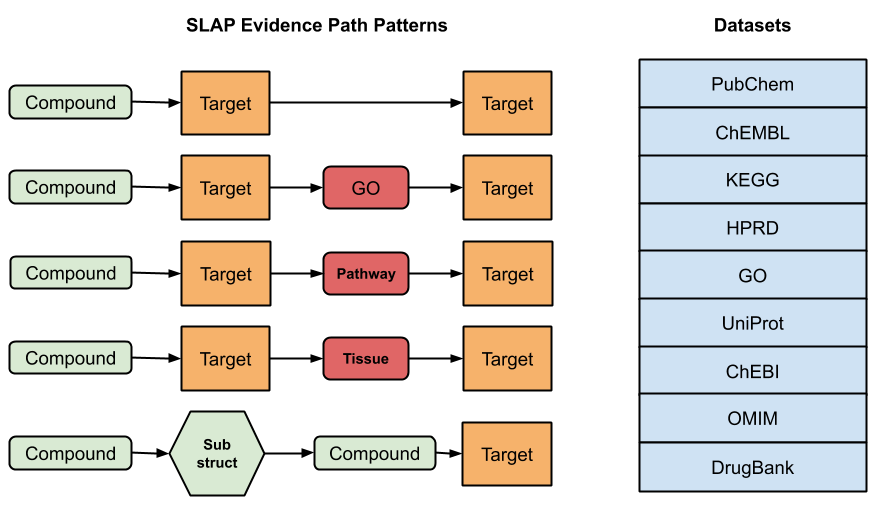 SLAP Evidence Path Patterns
Compound
Target
Target
Compound
Target
GO
Target
Compound
Target
Pathway
Target
Compound
Target
Tissue
Target
Compound
Sub
struct
Compound
Target
Datasets
PubChem
ChEMBL
KEGG
HPRD
GO
UniProt
ChEBI
OMIM
DrugBank